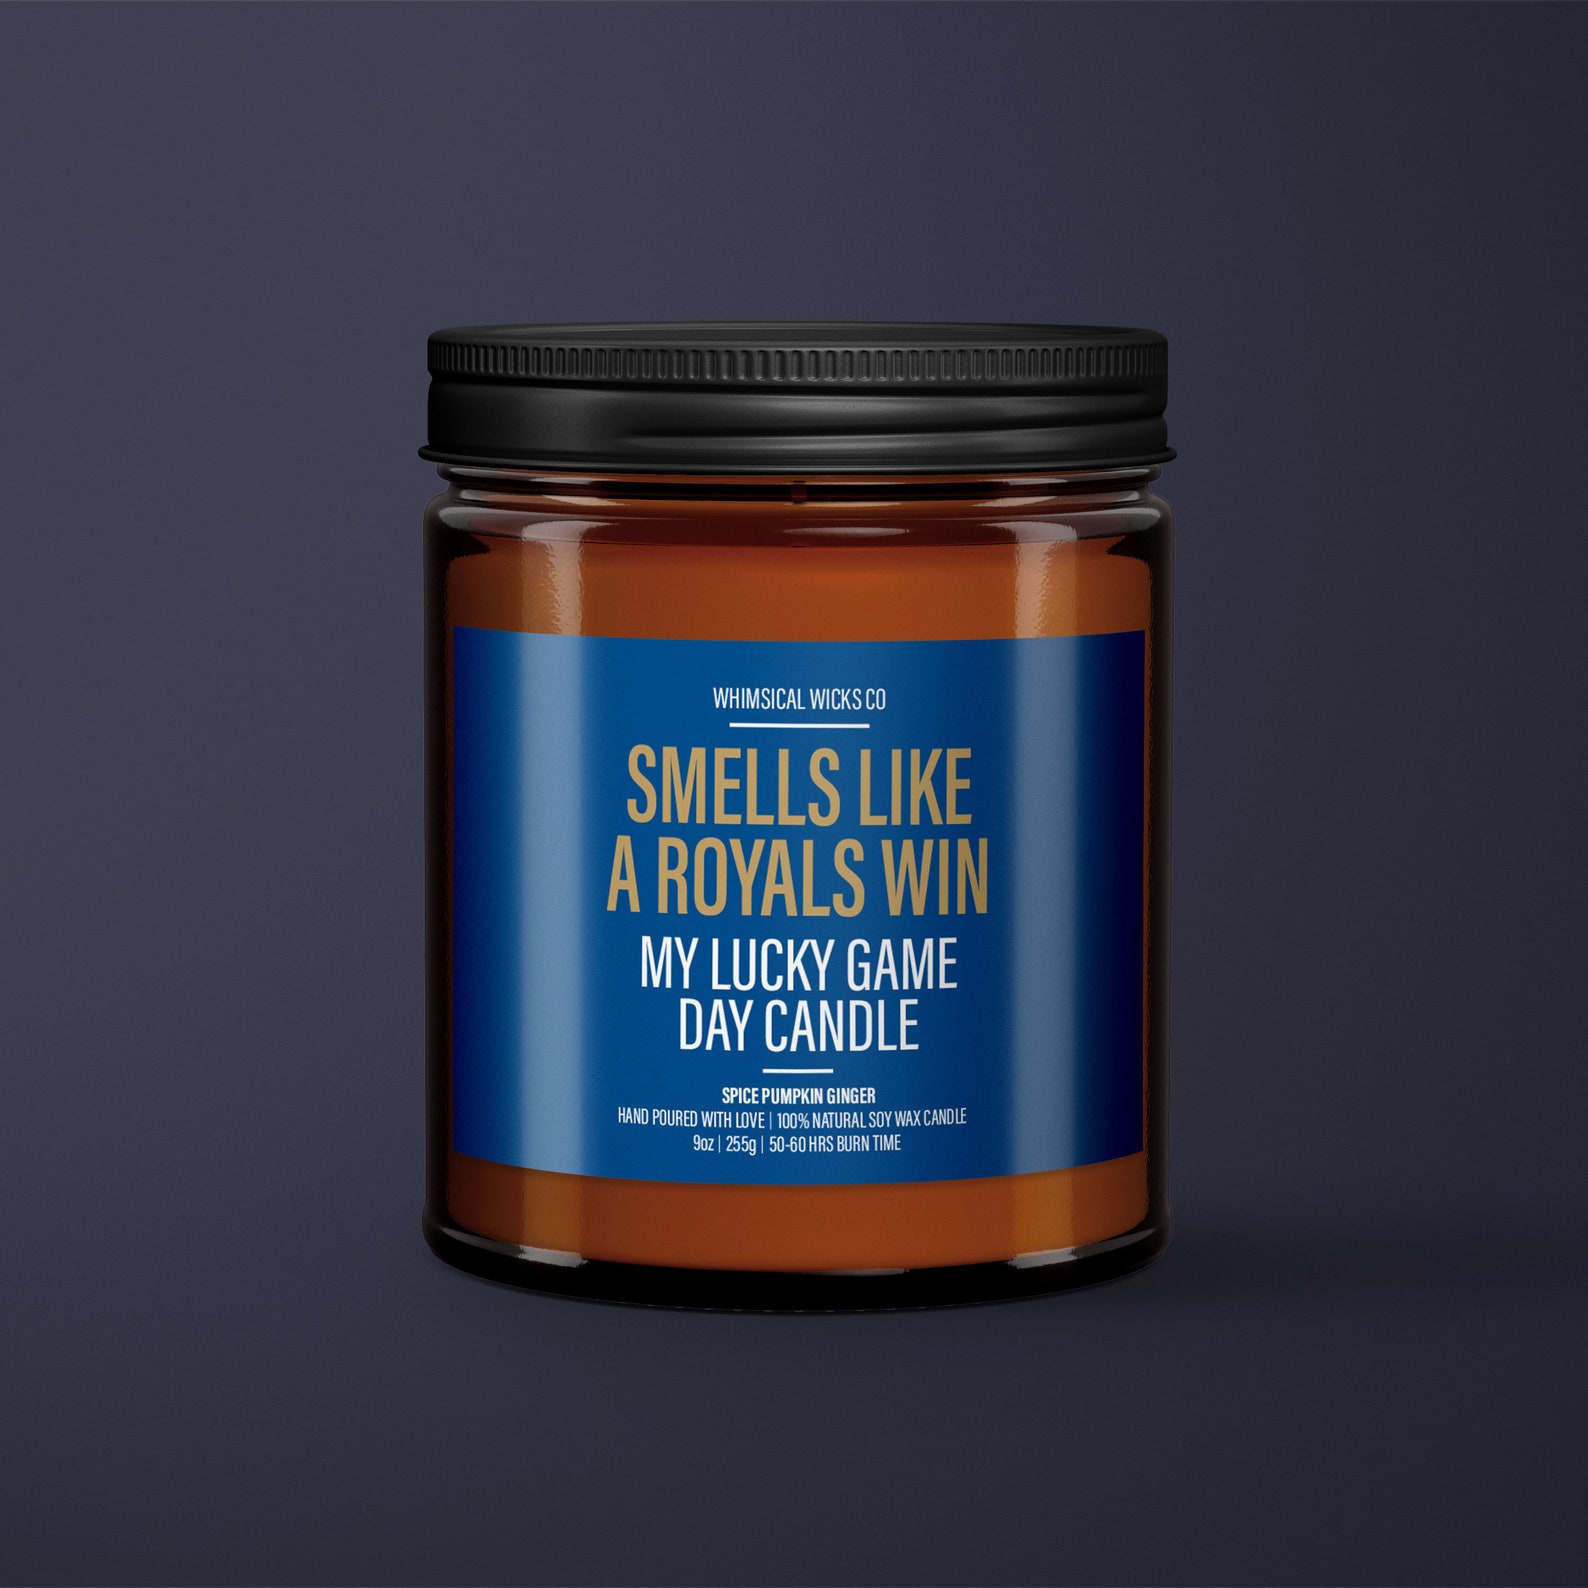 WHIMSICAL WICKS CO
SMELLS LIKE
A ROYALS WIN
MY LUCKY GAME
DAY CANDLE
SPICE PUMPKIN GINGER
HAND POURED WITH LOVE | 100% NATURAL SOY WAX CANDLE
9oz | 255g | 50-60 HRS BURN TIME